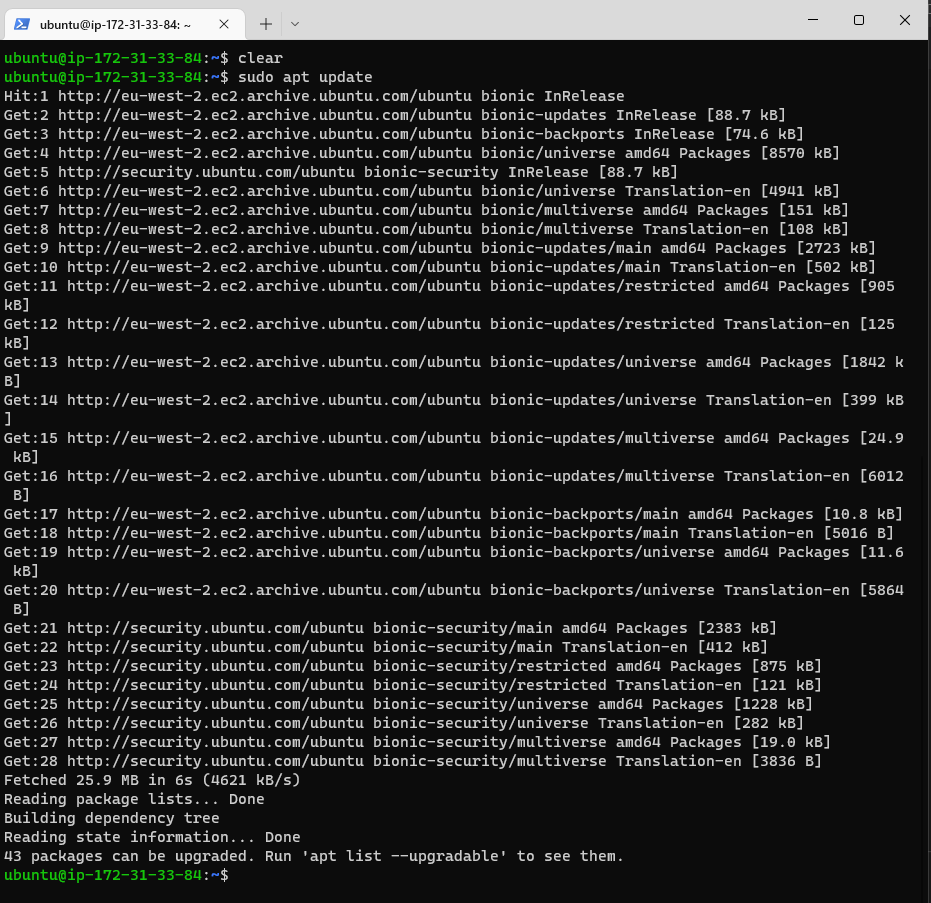 ubuntu@ip-172-31-33-84: ~
ubuntu@ip-172-31-33-84:~$ clear
ubuntu@ip-172-31-33-84:~$ sudo apt update
Hit:1 http://eu-west-2.ec2.archive.ubuntu.com/ubuntu bionic InRelease
Get:2 http://eu-west-2.ec2.archive.ubuntu.com/ubuntu bionic-updates InRelease [88.7 kB]
Get:3 http://eu-west-2.ec2.archive.ubuntu.com/ubuntu bionic-backports InRelease [74.6 kB]
Get:4 http://eu-west-2.ec2.archive.ubuntu.com/ubuntu bionic/universe amd64 Packages [8570 kB]
Get:5 http://security.ubuntu.com/ubuntu bionic-security InRelease [88.7 kB]
Get:6 http://eu-west-2.ec2.archive.ubuntu.com/ubuntu bionic/universe Translation-en [4941 kB]
Get:7 http://eu-west-2.ec2.archive.ubuntu.com/ubuntu bionic/multiverse amd64 Packages [151 kB]
Get:8 http://eu-west-2.ec2.archive.ubuntu.com/ubuntu bionic/multiverse Translation-en [108 kB]
Get:9 http://eu-west-2.ec2.archive.ubuntu.com/ubuntu bionic-updates/main amd64 Packages [2723 kB]
Get:10 http://eu-west-2.ec2.archive.ubuntu.com/ubuntu bionic-updates/main Translation-en [502 kB]
Get:11 http://eu-west-2.ec2.archive.ubuntu.com/ubuntu bionic-updates/restricted amd64 Packages [905
kB]
Get:12 http://eu-west-2.ec2.archive.ubuntu.com/ubuntu bionic-updates/restricted Translation-en [125
kB]
Get:13 http://eu-west-2.ec2.archive.ubuntu.com/ubuntu bionic-updates/universe amd64 Packages [1842 k
B]
Get:14 http://eu-west-2.ec2.archive.ubuntu.com/ubuntu bionic-updates/universe Translation-en [399 kB
]
Get:15 http://eu-west-2.ec2.archive.ubuntu.com/ubuntu bionic-updates/multiverse amd64 Packages [24.9
 kB]
Get:16 http://eu-west-2.ec2.archive.ubuntu.com/ubuntu bionic-updates/multiverse Translation-en [6012
 B]
Get:17 http://eu-west-2.ec2.archive.ubuntu.com/ubuntu bionic-backports/main amd64 Packages [10.8 kB]
Get:18 http://eu-west-2.ec2.archive.ubuntu.com/ubuntu bionic-backports/main Translation-en [5016 B]
Get:19 http://eu-west-2.ec2.archive.ubuntu.com/ubuntu bionic-backports/universe amd64 Packages [11.6
 kB]
Get:20 http://eu-west-2.ec2.archive.ubuntu.com/ubuntu bionic-backports/universe Translation-en [5864
 B]
Get:21 http://security.ubuntu.com/ubuntu bionic-security/main amd64 Packages [2383 kB]
Get:22 http://security.ubuntu.com/ubuntu bionic-security/main Translation-en [412 kB]
Get:23 http://security.ubuntu.com/ubuntu bionic-security/restricted amd64 Packages [875 kB]
Get:24 http://security.ubuntu.com/ubuntu bionic-security/restricted Translation-en [121 kB]
Get:25 http://security.ubuntu.com/ubuntu bionic-security/universe amd64 Packages [1228 kB]
Get:26 http://security.ubuntu.com/ubuntu bionic-security/universe Translation-en [282 kB]
Get:27 http://security.ubuntu.com/ubuntu bionic-security/multiverse amd64 Packages [19.0 kB]
Get:28 http://security.ubuntu.com/ubuntu bionic-security/multiverse Translation-en [3836 B]
Fetched 25.9 MB in 6s (4621 kB/s)
Reading package lists... Done
Building dependency tree
Reading state information... Done
43 packages can be upgraded. Run 'apt list --upgradable' to see them.
ubuntu@ip-172-31-33-84:~$